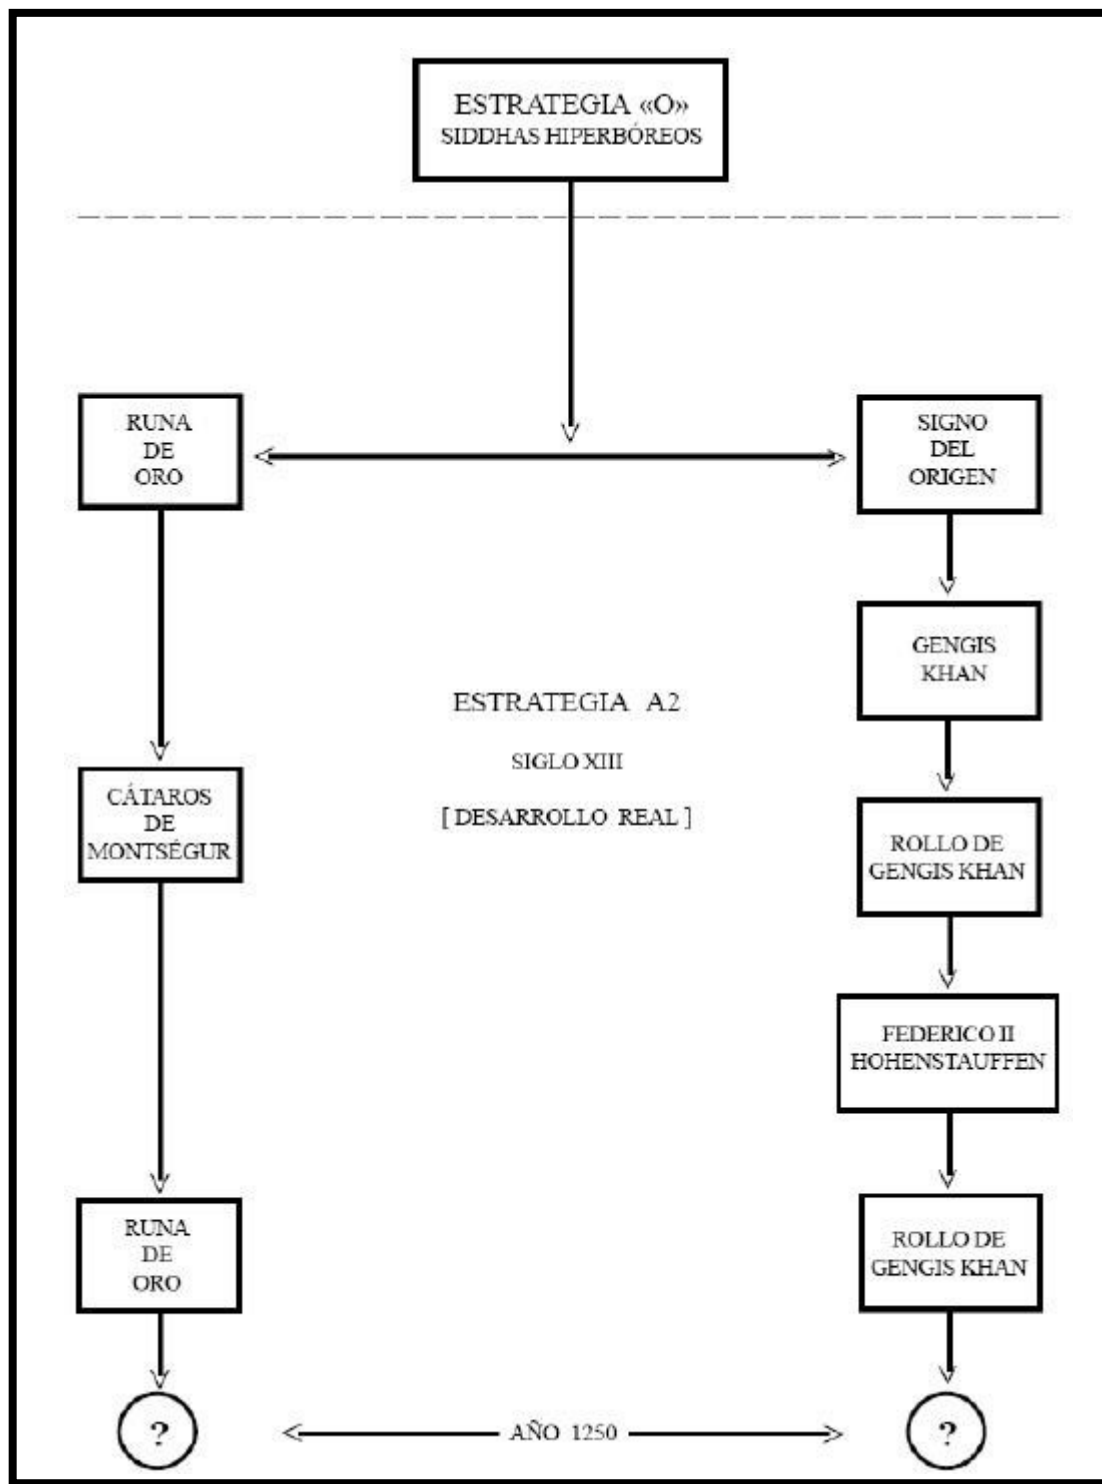 ESTRATEGIA «O»
SIDDHAS HIPERBÓREOS
RUNA
DE
ORO
SIGNO
DEL
ORIGEN
GENGIS
KHAN
ESTRATEGIA A2
SIGLO XIII
[ DESARROLLO REAL ]
CÁTAROS
DE
MONTSÉGUR
ROLLO DE
GENGIS KHAN
FEDERICO II
HOHENSTAUFFEN
RUNA
DE
ORO
ROLLO DE
GENGIS KHAN
?
AÑO 1250
?